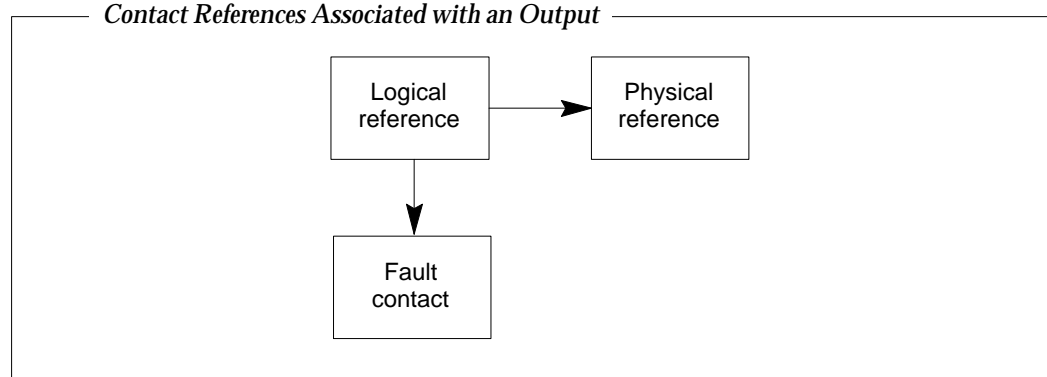 Contact References Associated with an Output
Logical
reference
Physical
reference
Fault
contact